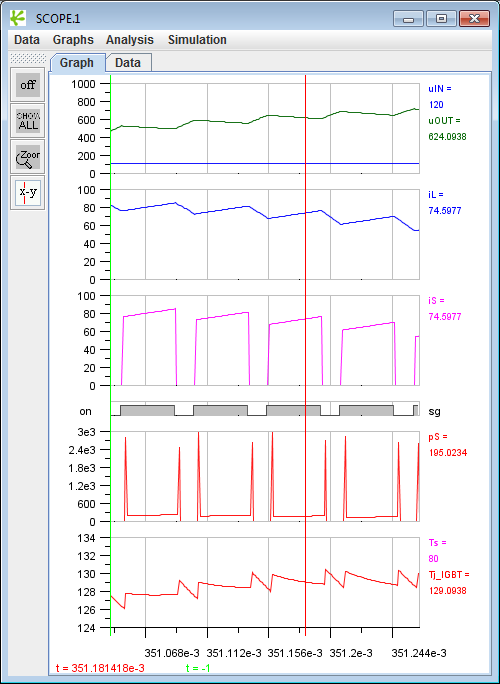 SCOPE.1
Data Graphs Analysis Simulation
off
SHOW ALL
Zoom
x-y
Graph Data
1000
800
600
400
200
0
uIN =
120
uOUT =
624.0938
100
80
60
40
20
0
iL =
74.5977
100
80
60
40
20
0
iS =
74.5977
on sg
3e3
2.4e3
1.8e3
1.2e3
600
0
pS =
195.0234
134
132
130
128
126
124
Ts =
80
Tj_IGBT =
129.0938
351.068e-3 351.112e-3 351.156e-3 351.2e-3 351.244e-3
t = 351.181418e-3 t = -1